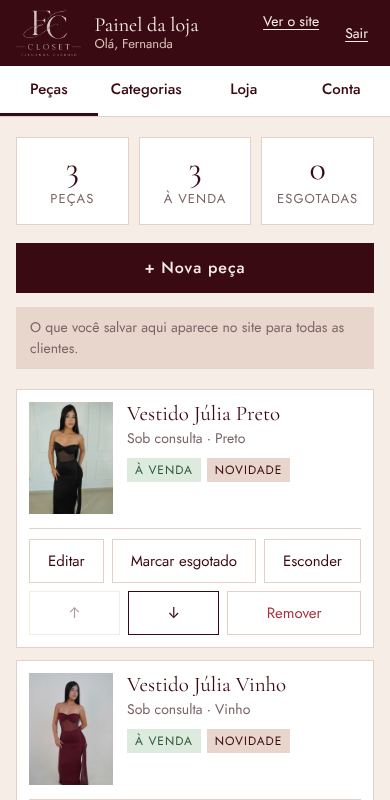 FC
CLOSET
Painel da loja
Olá, Fernanda
Ver o site
Sair
Peças
Categorias
Loja
Conta
3
PEÇAS
3
À VENDA
0
ESGOTADAS
+ Nova peça
O que você salvar aqui aparece no site para todas as
clientes.
Vestido Júlia Preto
Sob consulta · Preto
À VENDA
NOVIDADE
Editar
Marcar esgotado
Esconder
↑
↓
Remover
Vestido Júlia Vinho
Sob consulta · Vinho
À VENDA
NOVIDADE